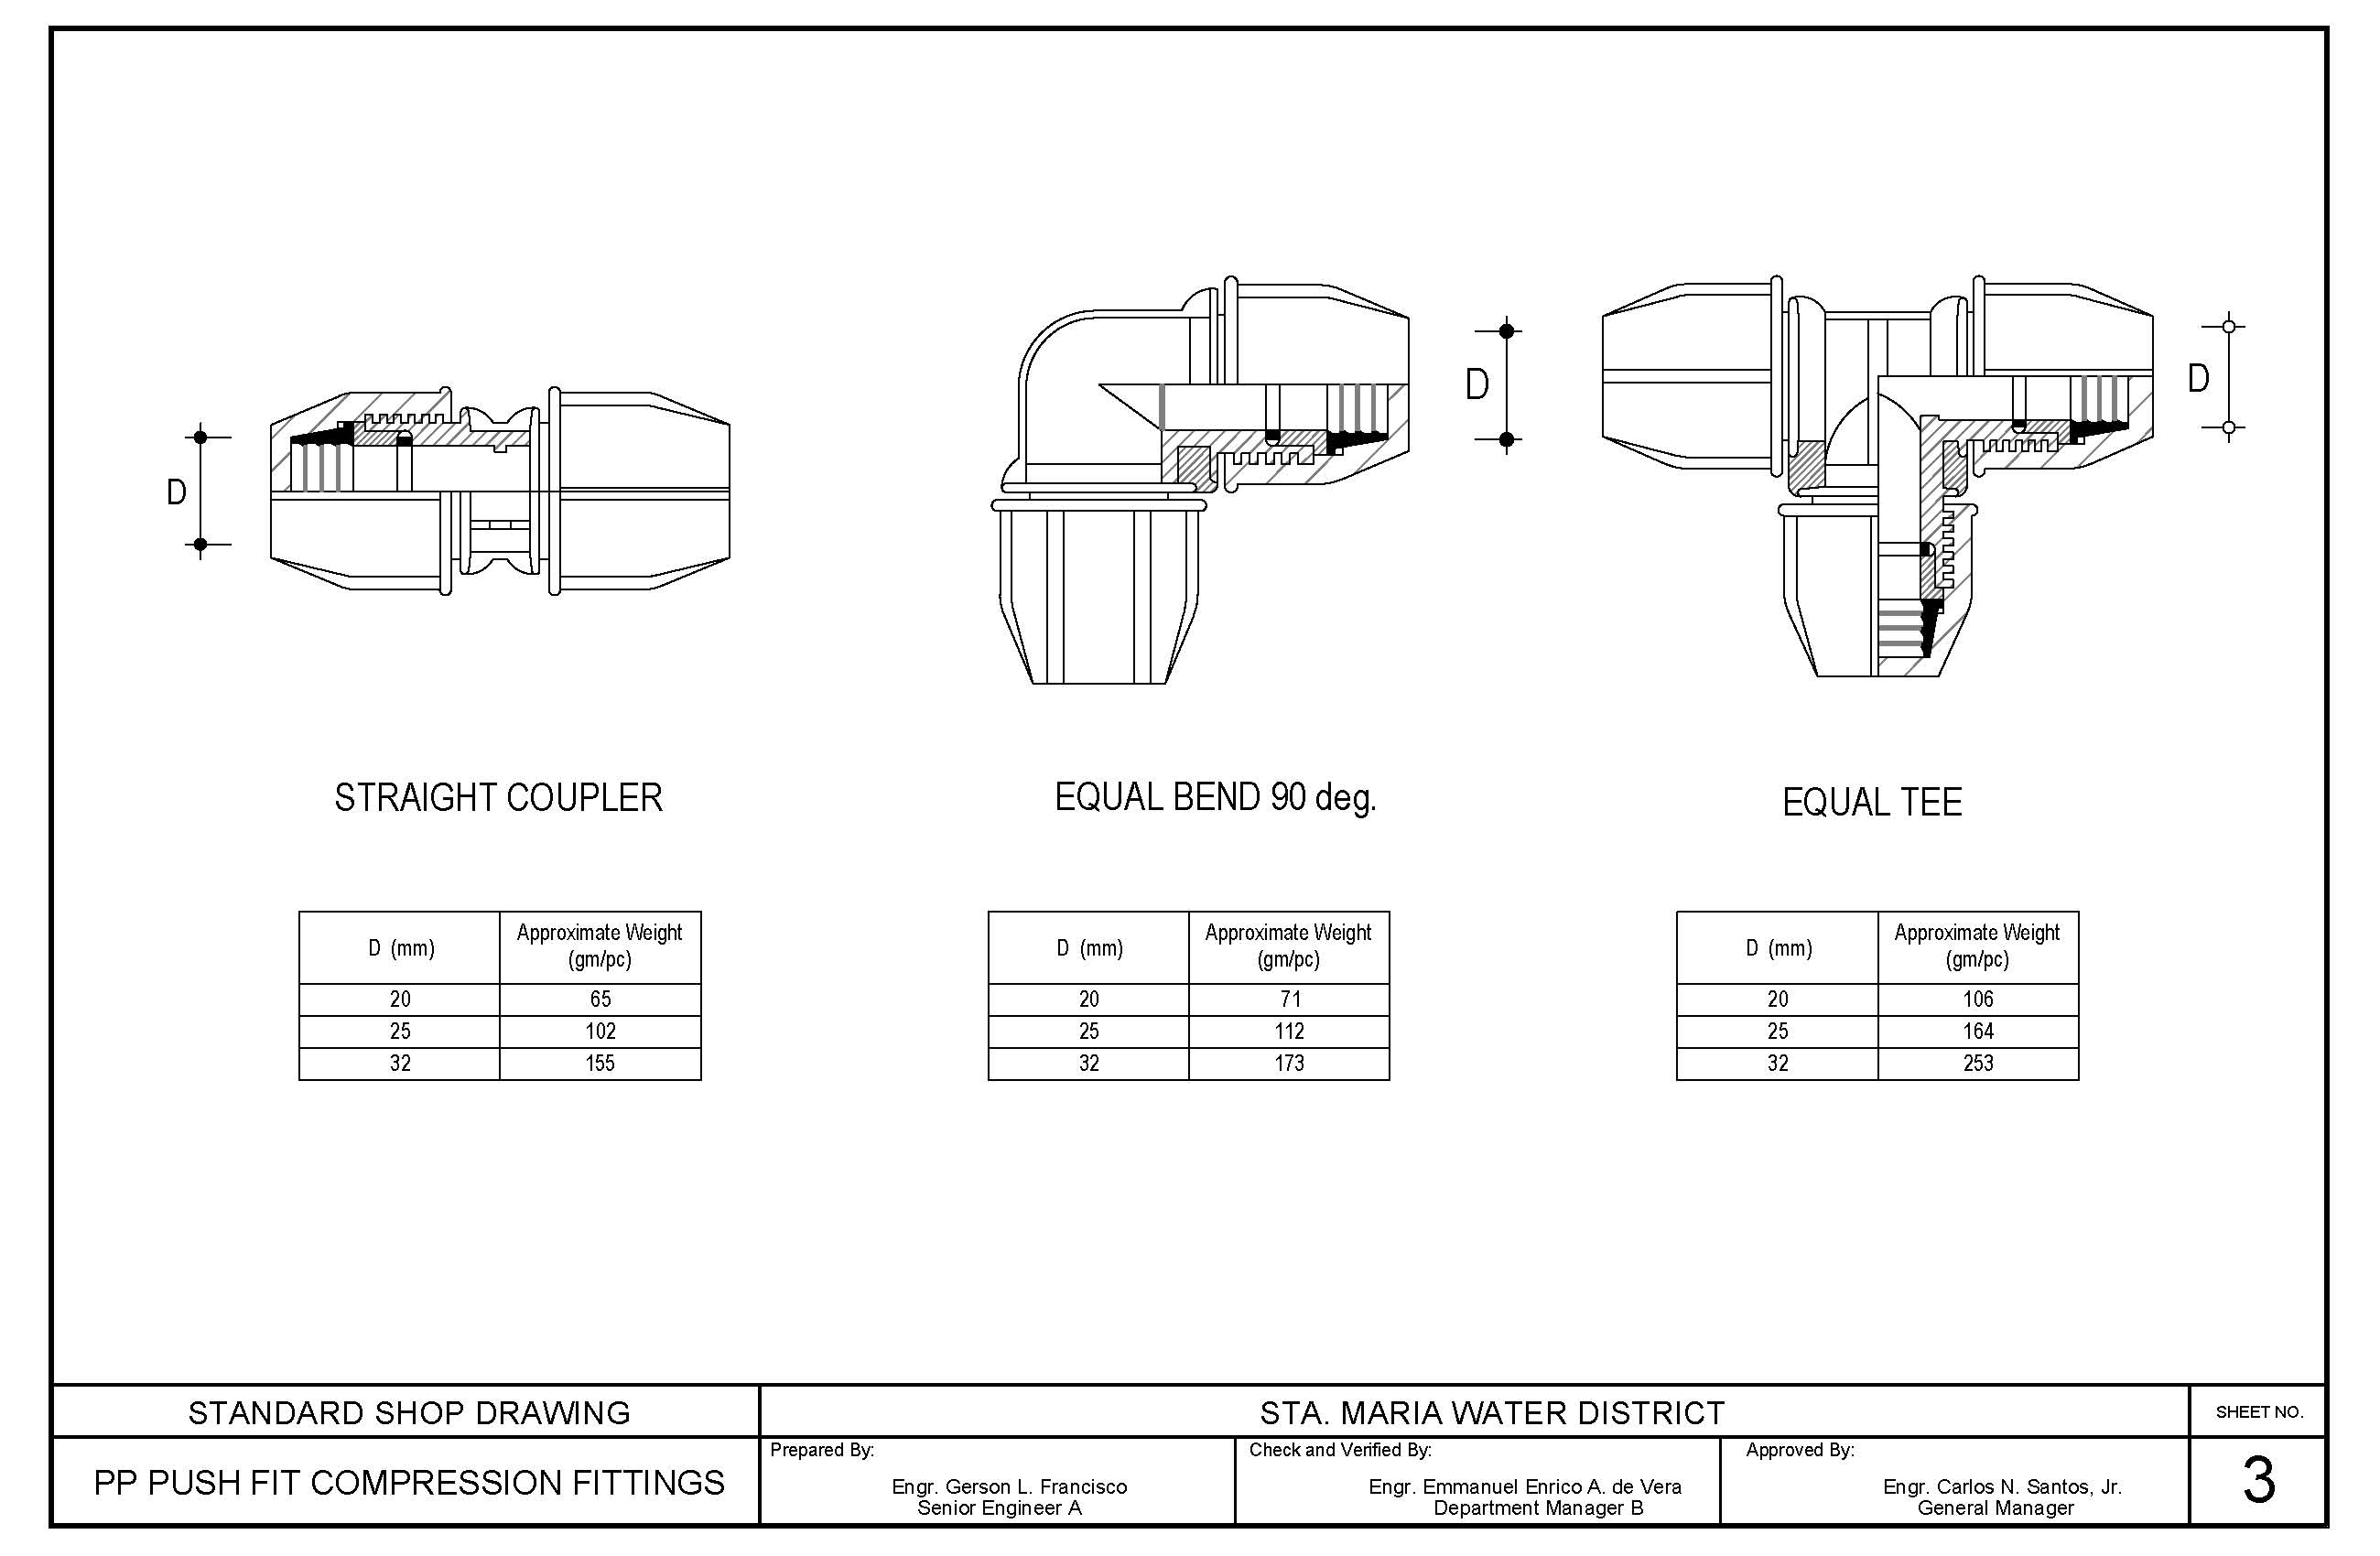 D
D
D
STRAIGHT COUPLER
EQUAL BEND 90 deg.
EQUAL TEE
D (mm) Approximate Weight (gm/pc)
20 65
25 102
32 155
D (mm) Approximate Weight (gm/pc)
20 71
25 112
32 173
D (mm) Approximate Weight (gm/pc)
20 106
25 164
32 253
STANDARD SHOP DRAWING
PP PUSH FIT COMPRESSION FITTINGS
STA. MARIA WATER DISTRICT
Prepared By:
Engr. Gerson L. Francisco
Senior Engineer A
Check and Verified By:
Engr. Emmanuel Enrico A. de Vera
Department Manager B
Approved By:
Engr. Carlos N. Santos, Jr.
General Manager
SHEET NO.
3